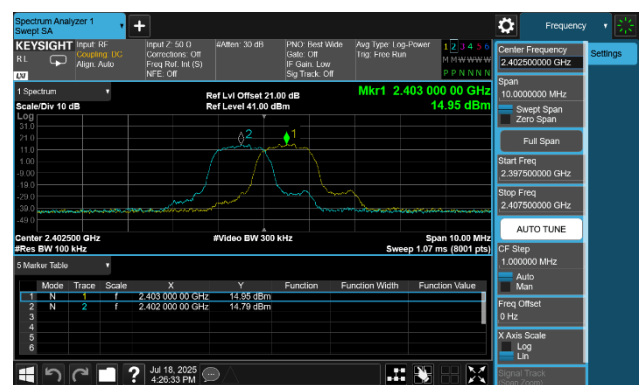 Spectrum Analyzer 1
Swept SA
Frequency
KEYSIGHT
R L
Input: RF
Coupling: DC
Align: Auto
Input Z: 50 Ω
Corrections: Off
Freq Ref: Int (S)
NFE: Off
#Atten: 30 dB
PNO: Best Wide
Gate: Off
IF Gain: Low
Sig Track: Off
Avg Type: Log-Power
Trig: Free Run
1 2 3 4 5 6
M M W W W W
P P N N N N
Center Frequency
2.402500000 GHz
Settings
Span
10.0000000 MHz
Swept Span
Zero Span
Full Span
Start Freq
2.397500000 GHz
Stop Freq
2.407500000 GHz
AUTO TUNE
CF Step
1.000000 MHz
Auto
Man
Freq Offset
0 Hz
X Axis Scale
Log
Lin
Signal Track
1 Spectrum
Scale/Div 10 dB
Ref Lvl Offset 21.00 dB
Ref Level 41.00 dBm
Mkr1 2.403 000 00 GHz
14.95 dBm
Log
31.0
21.0
11.0
1.00
-9.00
-19.0
-29.0
-39.0
-49.0
2
1
Center 2.402500 GHz
#Res BW 100 kHz
#Video BW 300 kHz
Span 10.00 MHz
Sweep 1.07 ms (8001 pts)
5 Marker Table
Mode Trace Scale X Y Function Function Width Function Value
1 N 1 f 2.403 000 00 GHz 14.95 dBm
2 N 2 f 2.402 000 00 GHz 14.79 dBm
3
4
5
6
?
Jul 18, 2025
4:26:33 PM